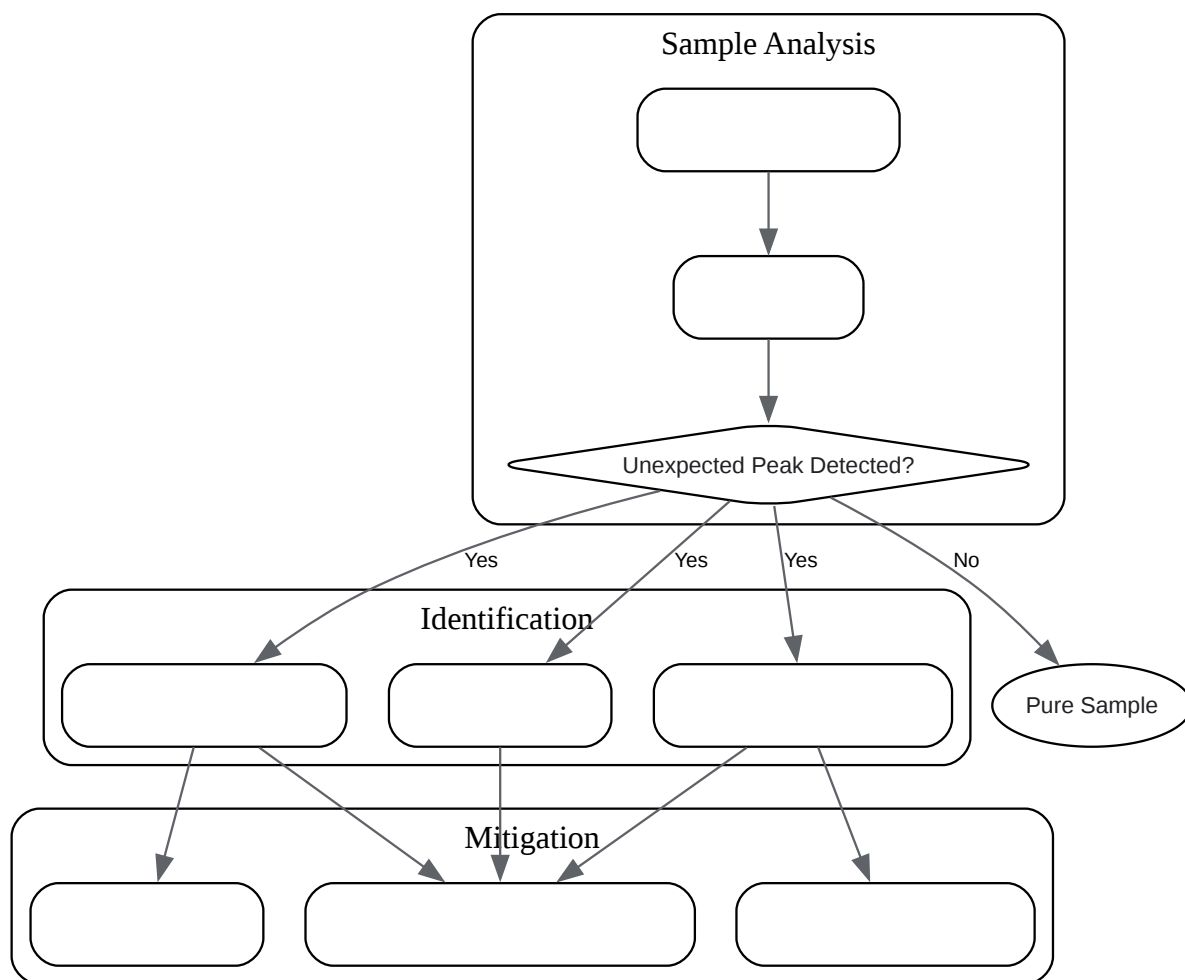 Sample Analysis
Unexpected Peak Detected?
Yes
Yes
Yes
No
Identification
Pure Sample
Mitigation